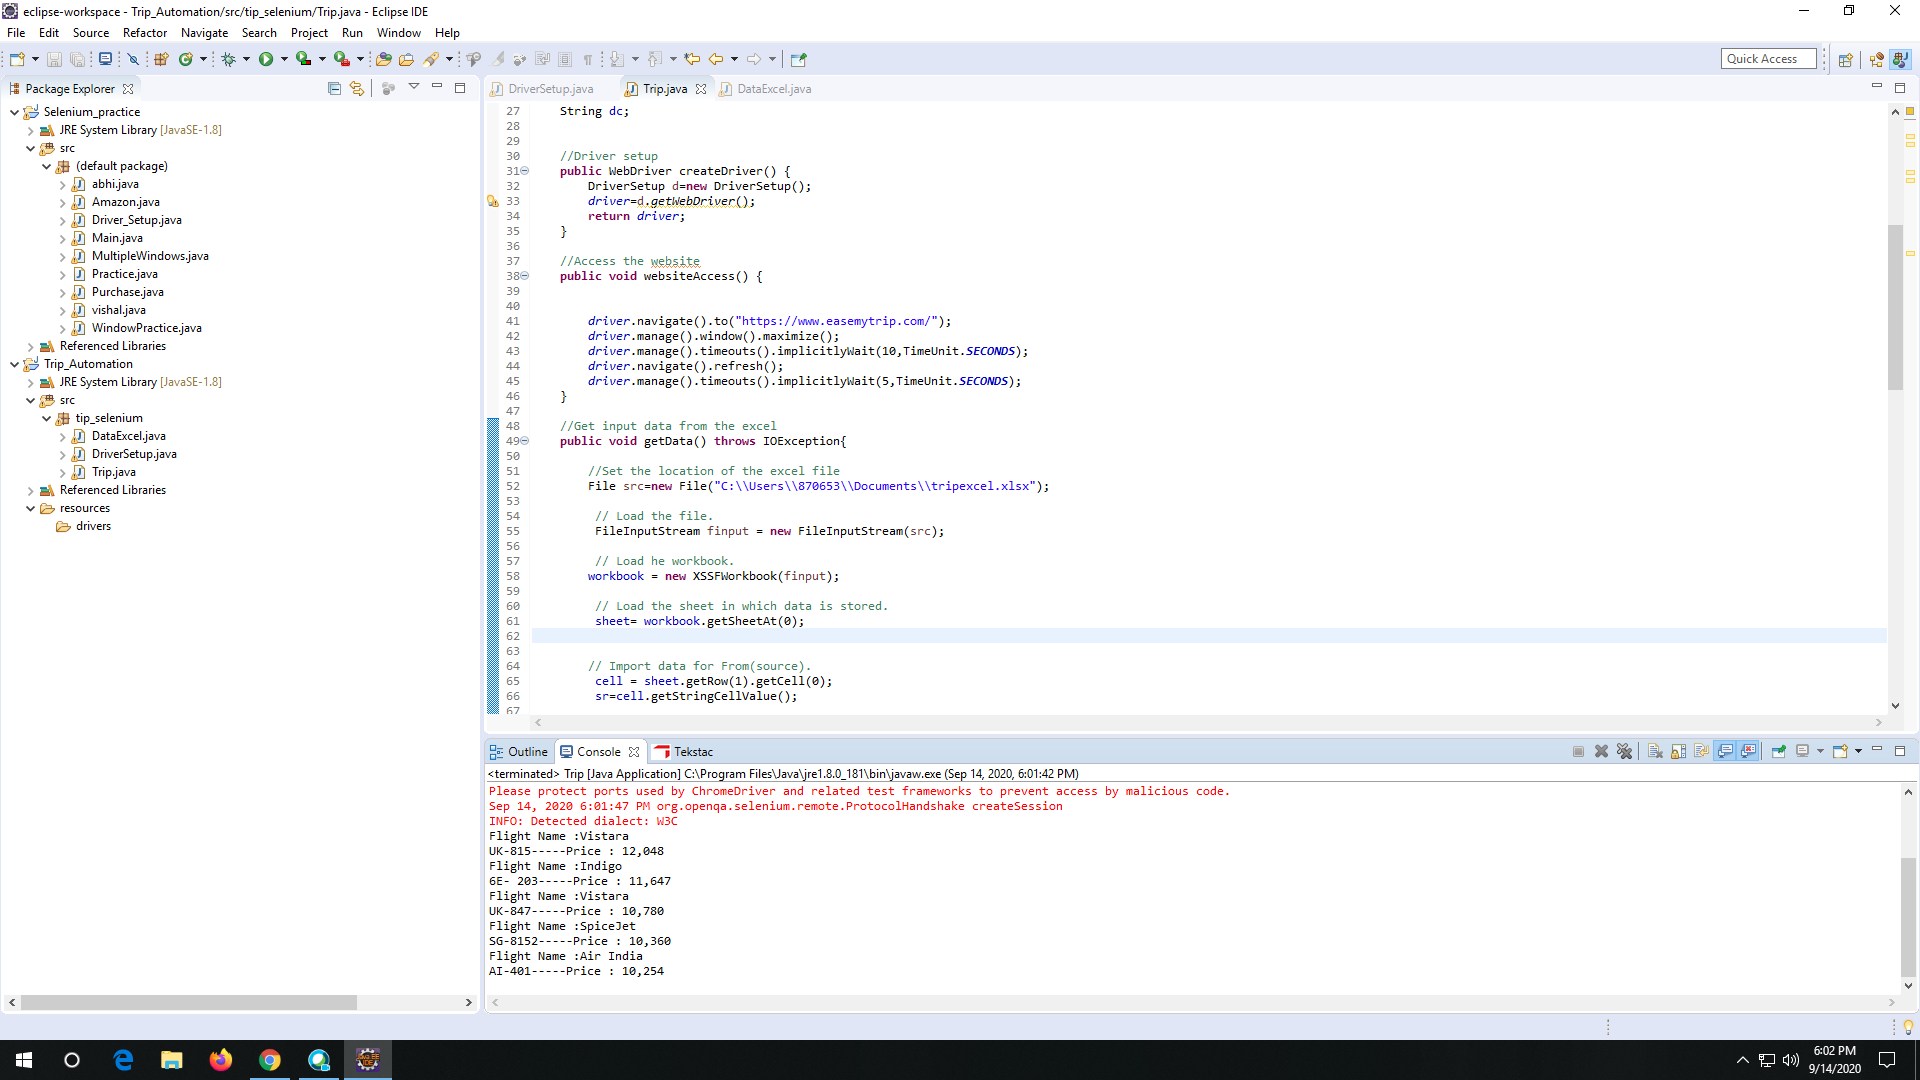 eclipse-workspace - Trip_Automation/src/tip_selenium/Trip.java - Eclipse IDE
File Edit Source Refactor Navigate Search Project Run Window Help
Quick Access
Package Explorer
Selenium_practice
JRE System Library [JavaSE-1.8]
src
(default package)
abhi.java
Amazon.java
Driver_Setup.java
Main.java
MultipleWindows.java
Practice.java
Purchase.java
vishal.java
WindowPractice.java
Referenced Libraries
Trip_Automation
JRE System Library [JavaSE-1.8]
src
tip_selenium
DataExcel.java
DriverSetup.java
Trip.java
Referenced Libraries
resources
drivers
DriverSetup.java Trip.java DataExcel.java
27 String dc;
28
29
30 //Driver setup
31 public WebDriver createDriver() {
32 DriverSetup d=new DriverSetup();
33 driver=d.getWebDriver();
34 return driver;
35 }
36
37 //Access the website
38 public void websiteAccess() {
39
40
41 driver.navigate().to("https://www.easemytrip.com/");
42 driver.manage().window().maximize();
43 driver.manage().timeouts().implicitlyWait(10,TimeUnit.SECONDS);
44 driver.navigate().refresh();
45 driver.manage().timeouts().implicitlyWait(5,TimeUnit.SECONDS);
46 }
47
48 //Get input data from the excel
49 public void getData() throws IOException{
50
51 //Set the location of the excel file
52 File src=new File("C:\\Users\\870653\\Documents\\tripexcel.xlsx");
53
54 // Load the file.
55 FileInputStream finput = new FileInputStream(src);
56
57 // Load he workbook.
58 workbook = new XSSFWorkbook(finput);
59
60 // Load the sheet in which data is stored.
61 sheet= workbook.getSheetAt(0);
62
63
64 // Import data for From(source).
65 cell = sheet.getRow(1).getCell(0);
66 sr=cell.getStringCellValue();
67
Outline Console Tekstac
<terminated> Trip [Java Application] C:\Program Files\Java\jre1.8.0_181\bin\javaw.exe (Sep 14, 2020, 6:01:42 PM)
Please protect ports used by ChromeDriver and related test frameworks to prevent access by malicious code.
Sep 14, 2020 6:01:47 PM org.openqa.selenium.remote.ProtocolHandshake createSession
INFO: Detected dialect: W3C
Flight Name :Vistara
UK-815-----Price : 12,048
Flight Name :Indigo
6E- 203-----Price : 11,647
Flight Name :Vistara
UK-847-----Price : 10,780
Flight Name :SpiceJet
SG-8152-----Price : 10,360
Flight Name :Air India
AI-401-----Price : 10,254
6:02 PM
9/14/2020